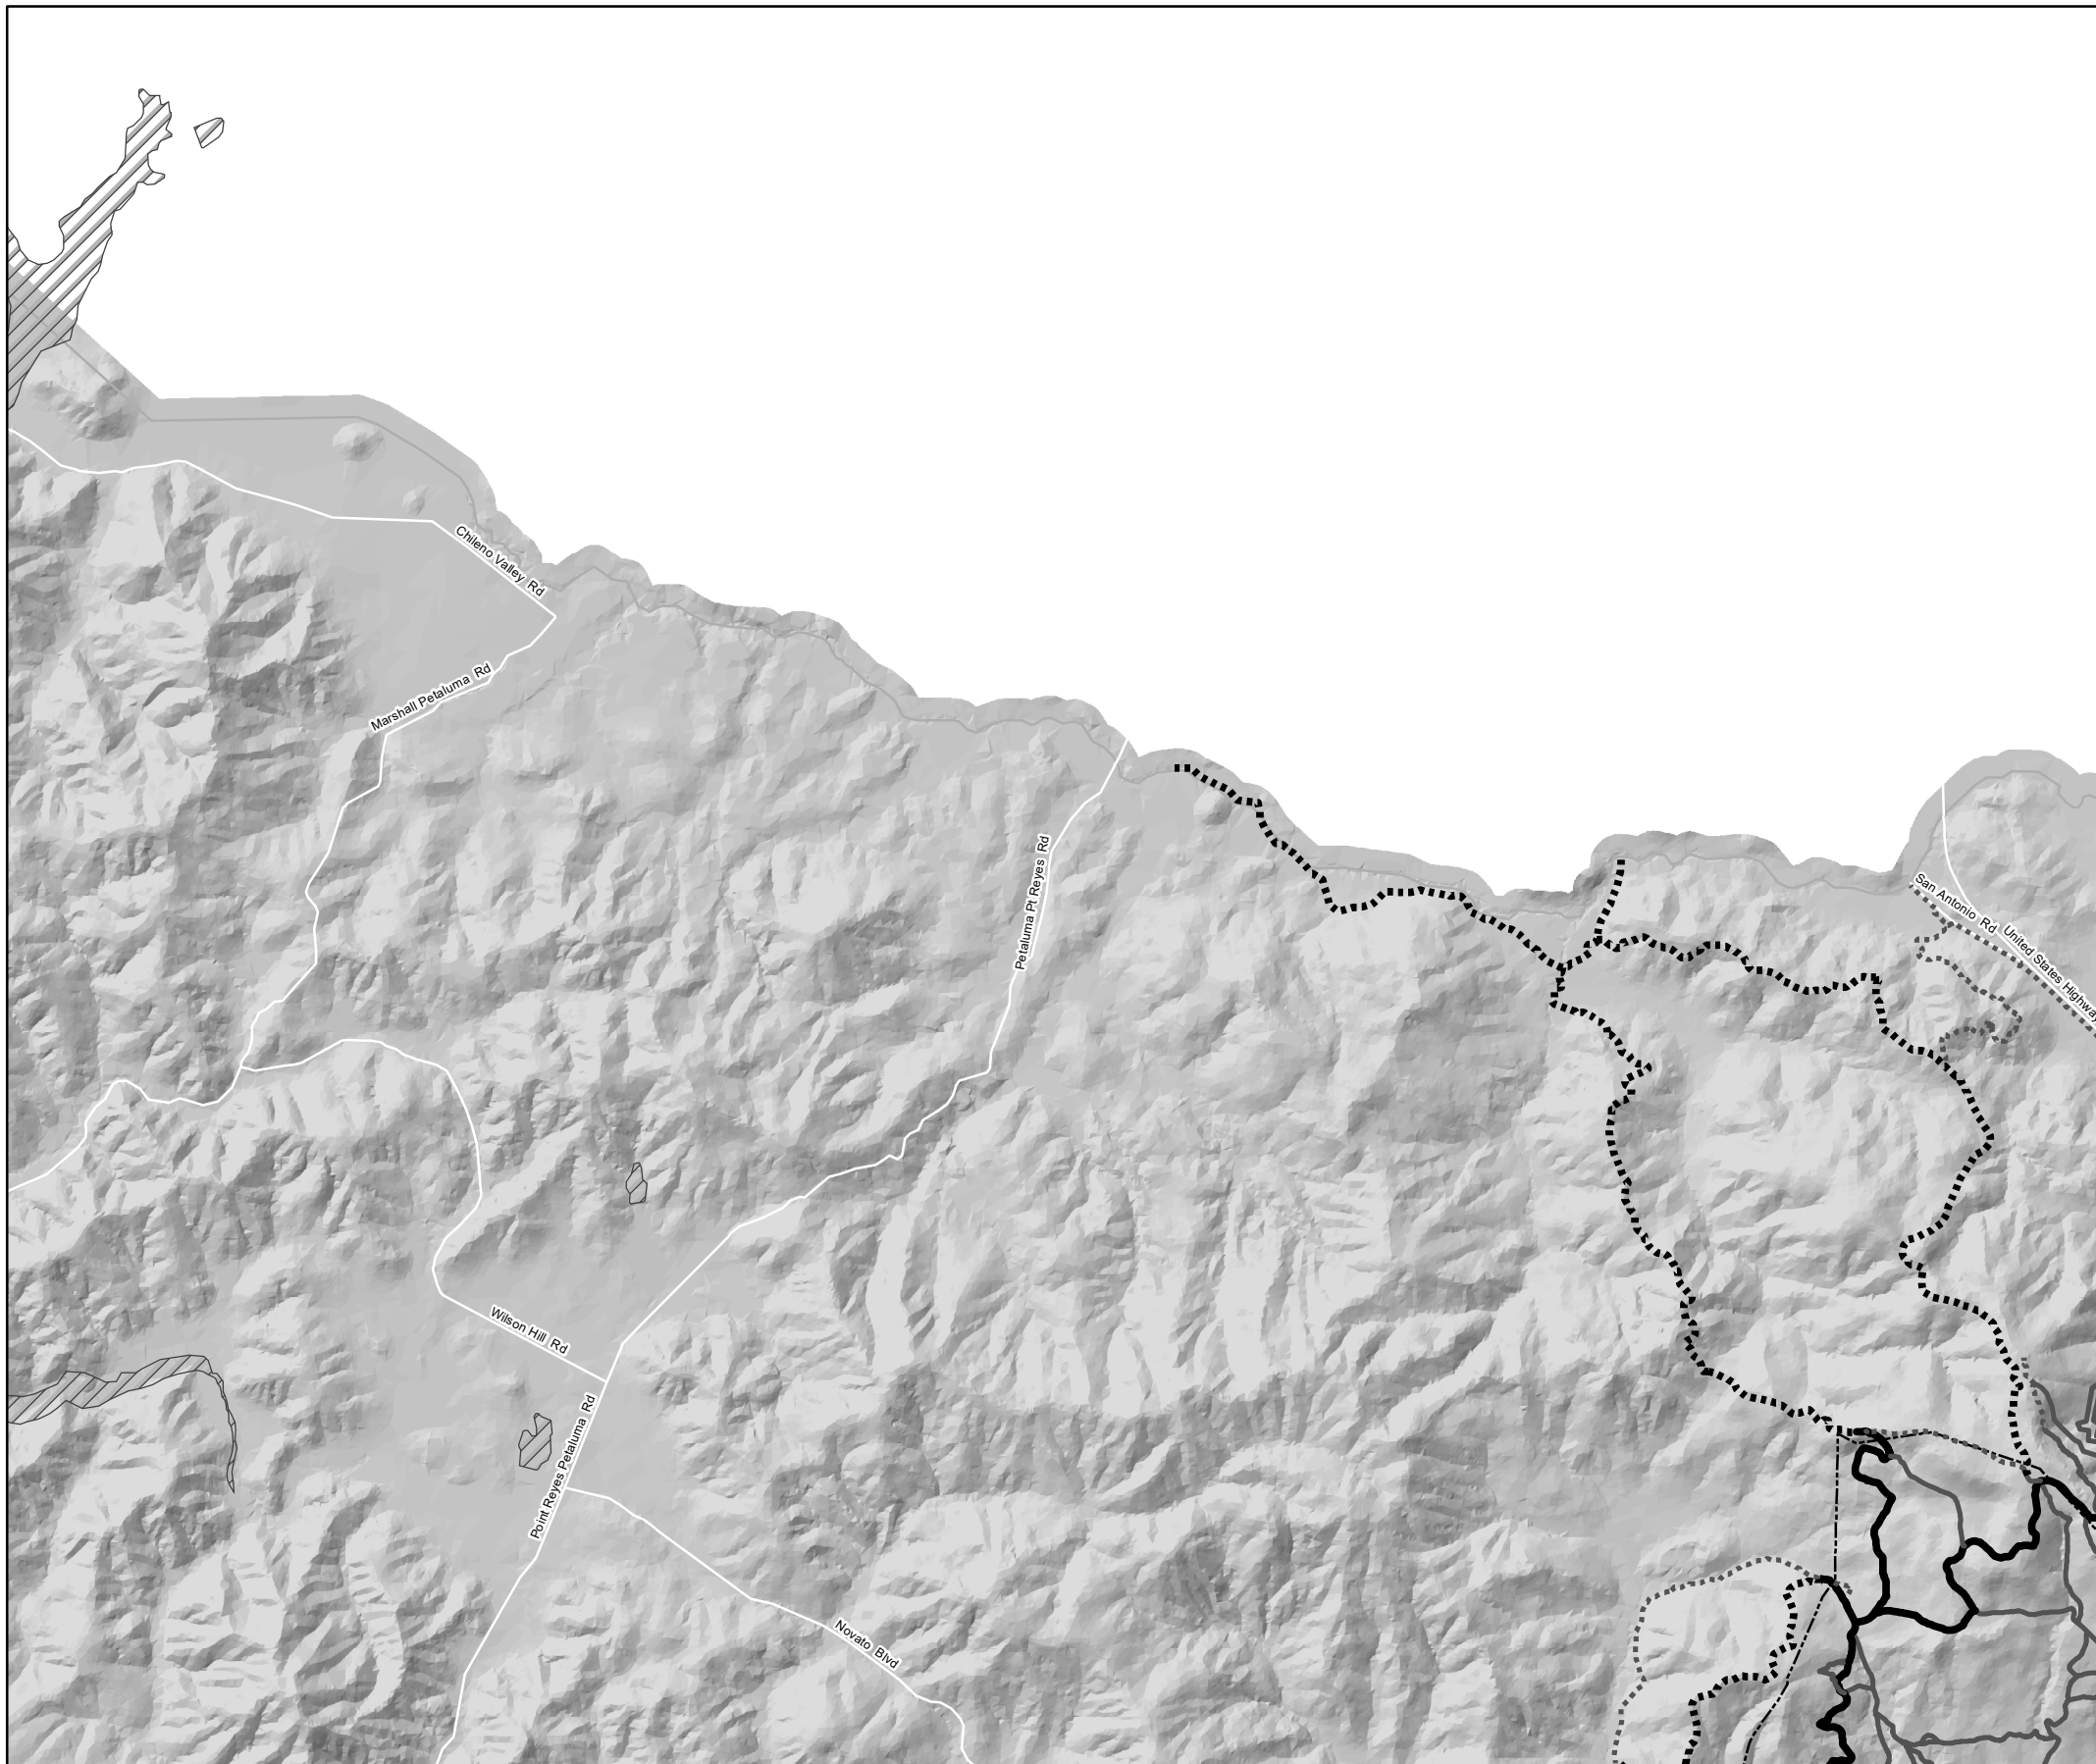 Chileno Valley Rd
Marshall Petaluma Rd
Petaluma Pt Reyes Rd
San Antonio Rd
United States Highway
Wilson Hill Rd
Point Reyes Petaluma Rd
Novato Blvd